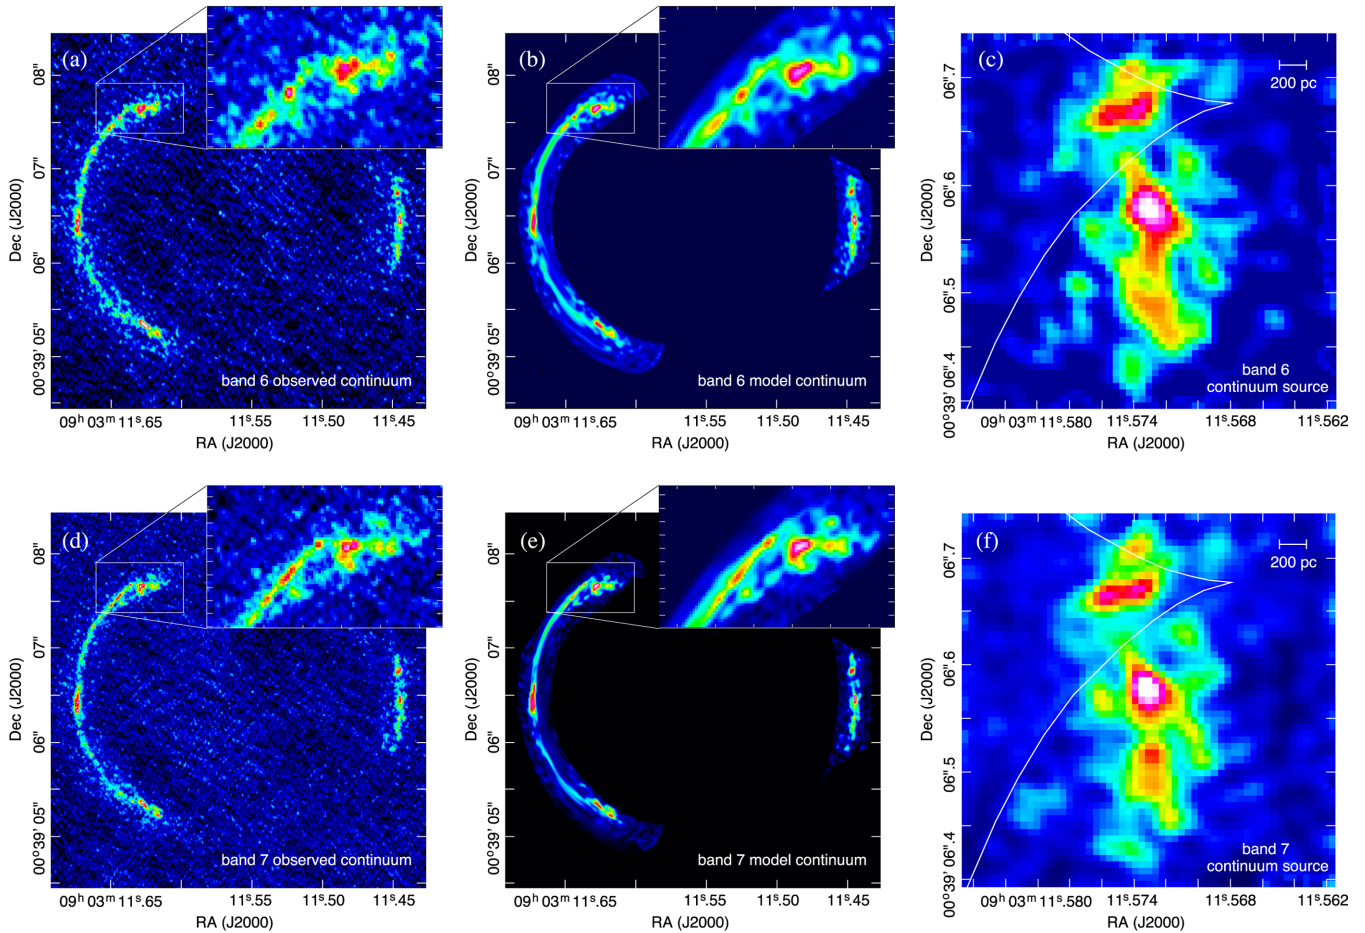 (a)
08"
07"
06"
00°39' 05"
Dec (J2000)
band 6 observed continuum
09ʰ 03ᵐ 11ˢ.65
11ˢ.55
11ˢ.50
11ˢ.45
RA (J2000)
(b)
08"
07"
06"
00°39' 05"
Dec (J2000)
band 6 model continuum
09ʰ 03ᵐ 11ˢ.65
11ˢ.55
11ˢ.50
11ˢ.45
RA (J2000)
(c)
200 pc
06".7
06".6
06".5
00°39' 06".4
Dec (J2000)
band 6
continuum source
09ʰ 03ᵐ 11ˢ.580
11ˢ.574
11ˢ.568
11ˢ.562
RA (J2000)
(d)
08"
07"
06"
00°39' 05"
Dec (J2000)
band 7 observed continuum
09ʰ 03ᵐ 11ˢ.65
11ˢ.55
11ˢ.50
11ˢ.45
RA (J2000)
(e)
08"
07"
06"
00°39' 05"
Dec (J2000)
band 7 model continuum
09ʰ 03ᵐ 11ˢ.65
11ˢ.55
11ˢ.50
11ˢ.45
RA (J2000)
(f)
200 pc
06".7
06".6
06".5
00°39' 06".4
Dec (J2000)
band 7
continuum source
09ʰ 03ᵐ 11ˢ.580
11ˢ.574
11ˢ.568
11ˢ.562
RA (J2000)